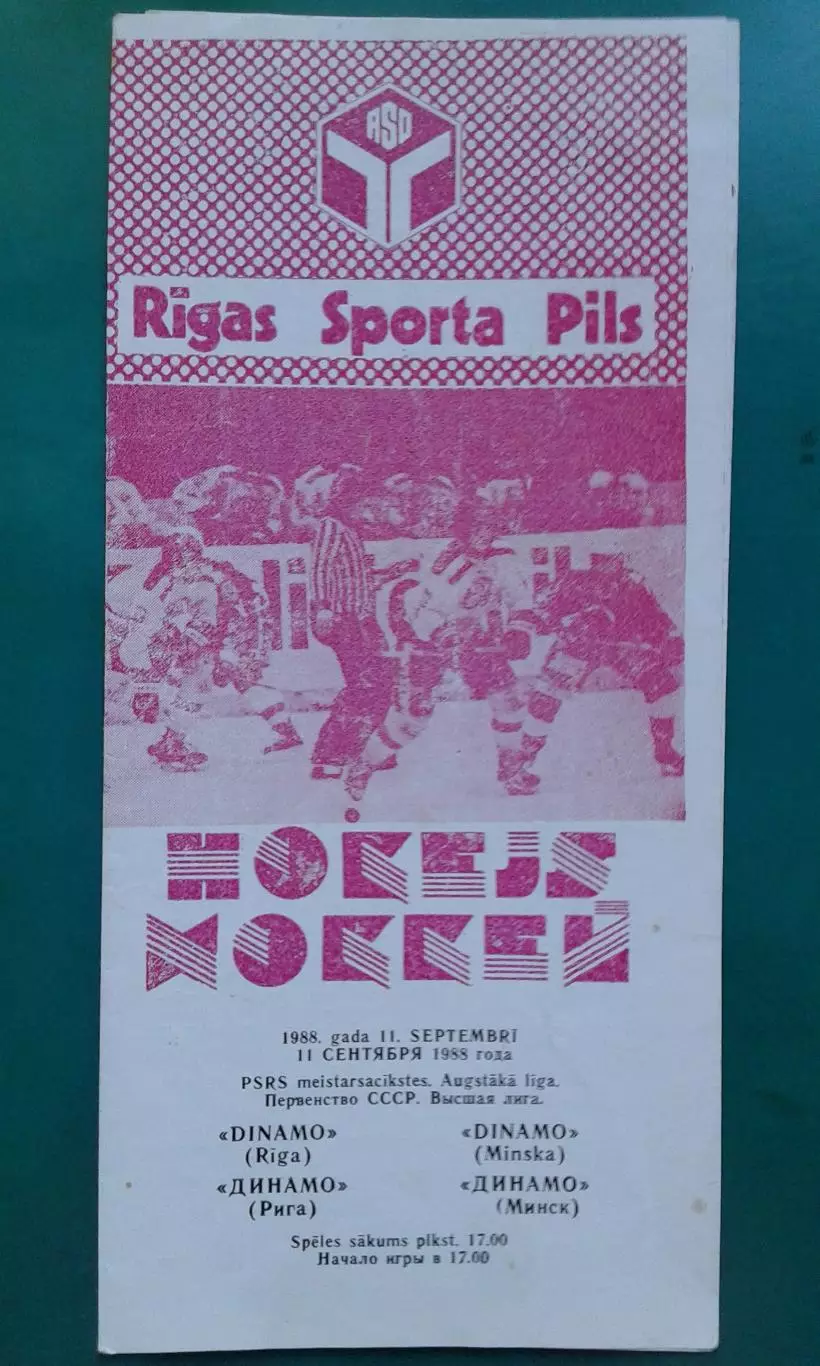 RSD
Rīgas Sporta Pils
HOKEJS
ХОККЕЙ
1988. gada 11. SEPTEMBRĪ
11 СЕНТЯБРЯ 1988 года
PSRS meistarsacīkstes. Augstākā līga.
Первенство СССР. Высшая лига.
«DINAMO» «DINAMO»
(Rīga) (Minska)
«ДИНАМО» «ДИНАМО»
(Рига) (Минск)
Spēles sākums plkst. 17.00
Начало игры в 17.00